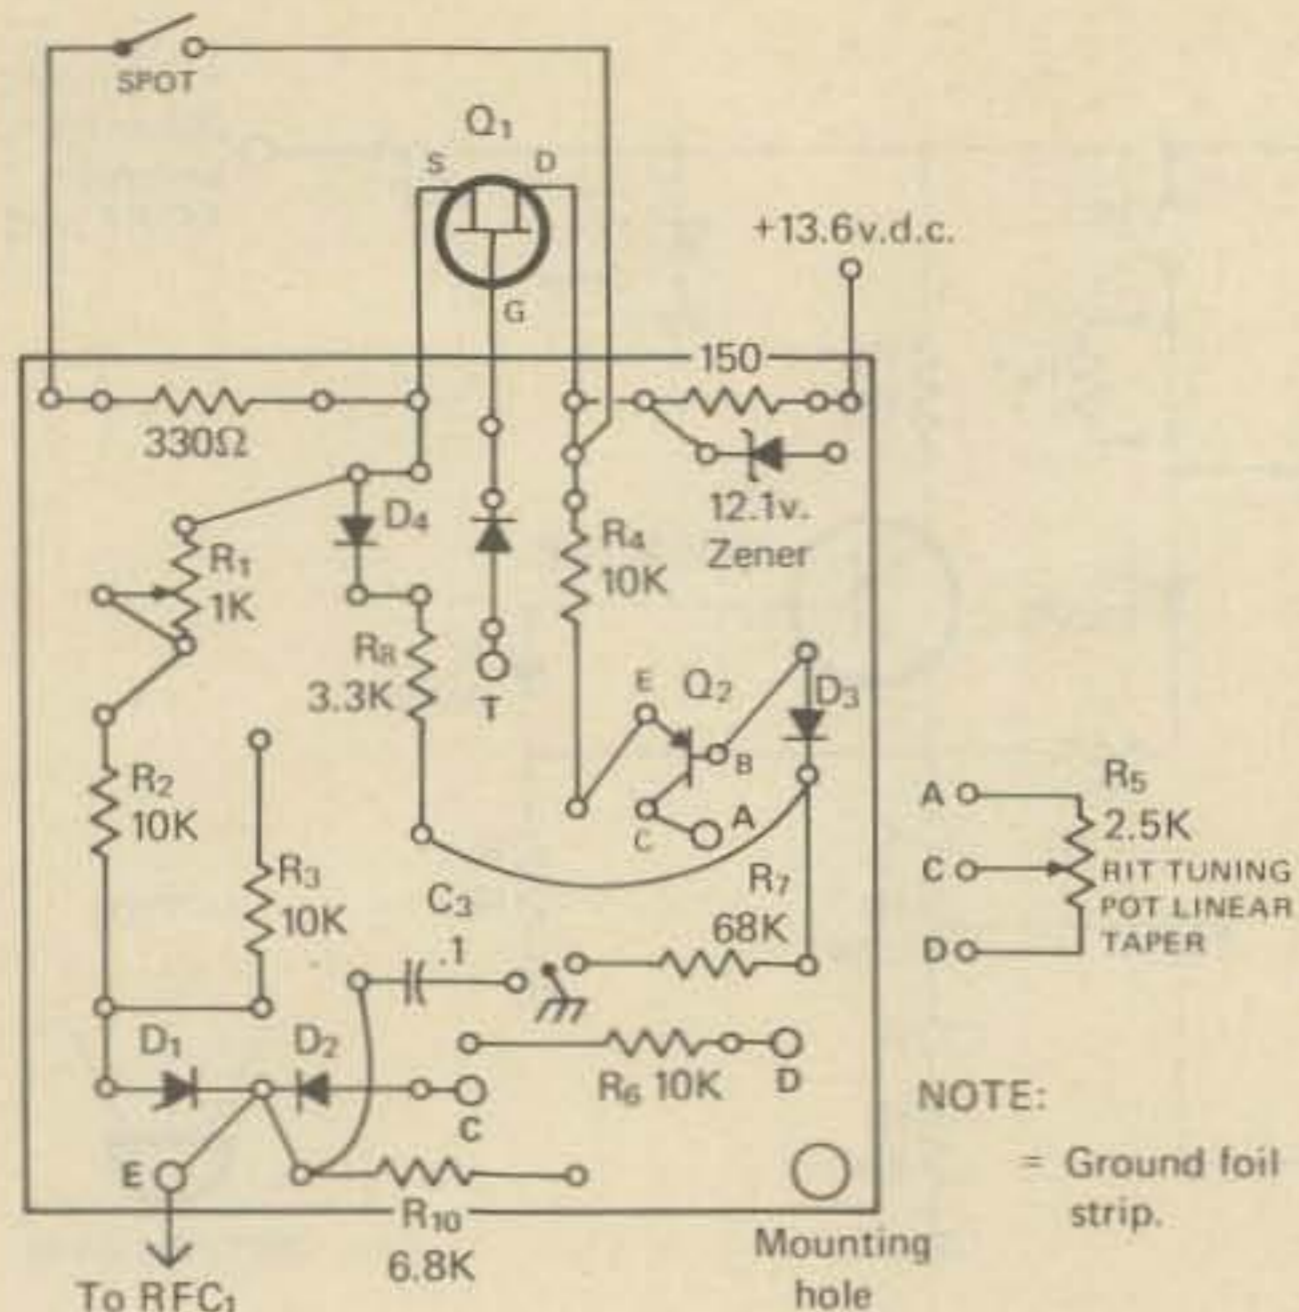 SPOT
Q1
S D
G
+13.6v.d.c.
150
330Ω
12.1v.
Zener
D4
R4
10K
R1
1K
R8
3.3K
T
E Q2
B
C A
D3
R2
10K
R3
10K
C3
.1
R7
68K
A
C
D
R5
2.5K
RIT TUNING
POT LINEAR
TAPER
D1
D2
C
R6 10K
D
E
R10
6.8K
To RFC1
Mounting
hole
NOTE:
= Ground foil
strip.